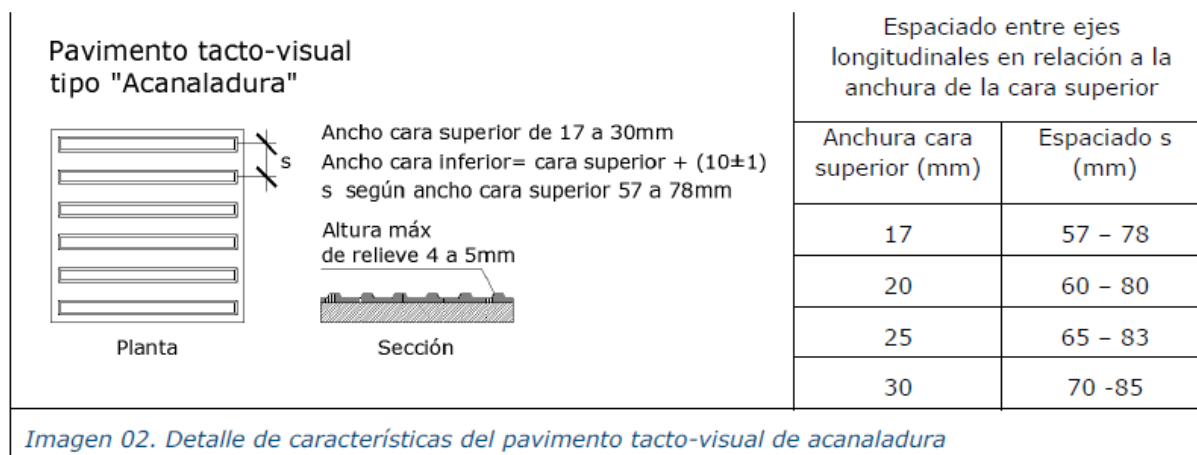 Pavimento tacto-visual
tipo "Acanaladura"
s
Ancho cara superior de 17 a 30mm
Ancho cara inferior= cara superior + (10±1)
s según ancho cara superior 57 a 78mm
Altura máx
de relieve 4 a 5mm
Planta
Sección
Espaciado entre ejes
longitudinales en relación a la
anchura de la cara superior
Anchura cara
superior (mm)
Espaciado s
(mm)
17
57 – 78
20
60 – 80
25
65 – 83
30
70 -85
Imagen 02. Detalle de características del pavimento tacto-visual de acanaladura